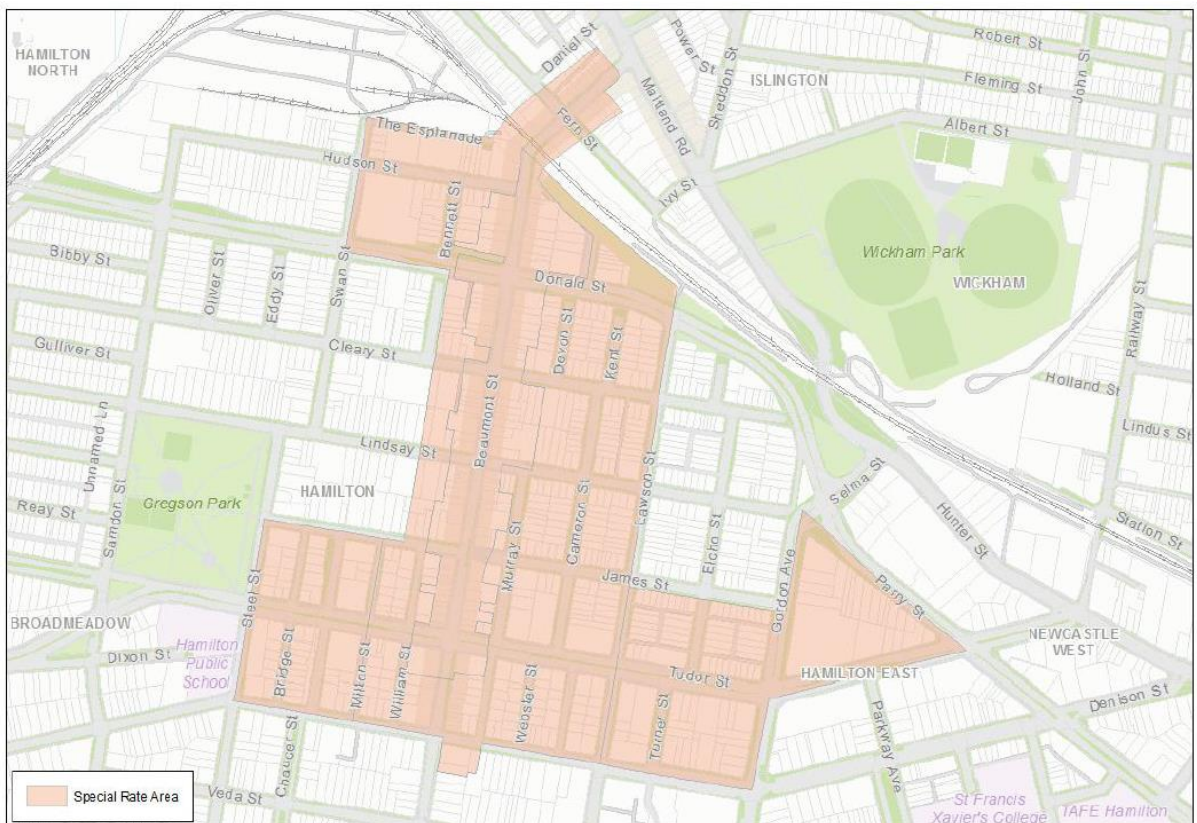 HAMILTON
NORTH
Daniel St
Power St
Sheddon St
Robert St
ISLINGTON
Fleming St
John St
Maitland Rd
Albert St
The Esplanade
Fern St
Hudson St
Ivy St
Bennett St
Wickham Park
WICKHAM
Bibby St
Oliver St
Eddy St
Swan St
Donald St
Railway St
Gulliver St
Cleary St
Devon St
Kent St
Holland St
Beaumont St
Lindus St
Unnamed Ln
Lindsay St
Gregson Park
HAMILTON
Lawson St
Selma St
Reay St
Samdon St
Cameron St
Murray St
Eicho St
Hunter St
Station St
James St
Gordon Ave
Parry St
Steel St
BROADMEADOW
Hamilton
Public
School
Dixon St
Bridge St
Milton St
William St
Webster St
Tudor St
Turner St
HAMILTON EAST
NEWCASTLE
WEST
Denison St
Parkway Ave
Chaucer St
Veda St
Special Rate Area
St Francis
Xavier's College
TAFE Hamilton